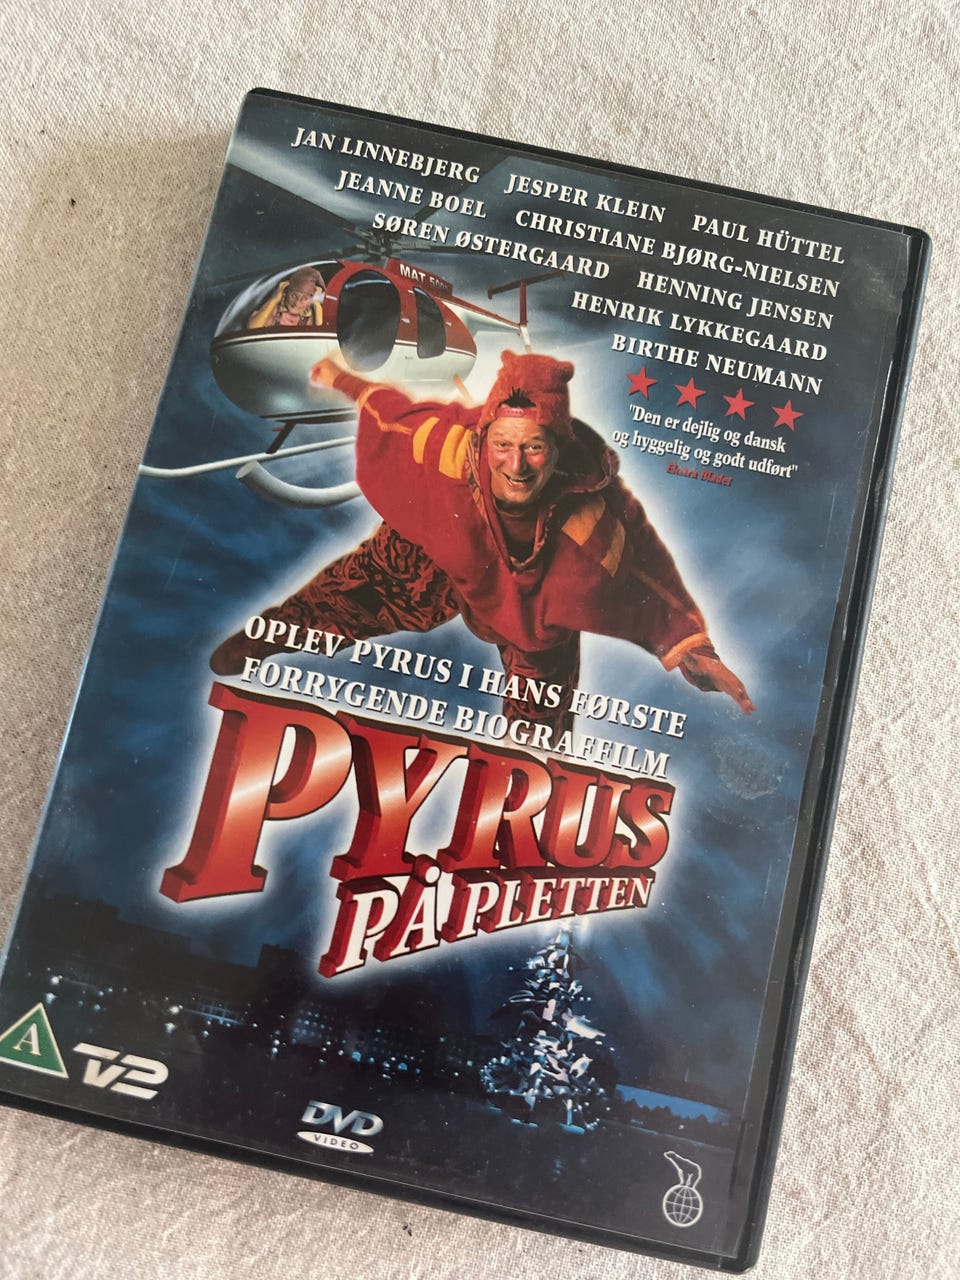 JAN LINNEBJERG JESPER KLEIN PAUL HÜTTEL
JEANNE BOEL CHRISTIANE BJØRG-NIELSEN
SØREN ØSTERGAARD HENNING JENSEN
HENRIK LYKKEGAARD
BIRTHE NEUMANN
"Den er dejlig og dansk
og hyggelig og godt udført"
Ekstra Bladet
MAT
OPLEV PYRUS I HANS FØRSTE
FORRYGENDE BIOGRAFFILM
PYRUS
PÅ PLETTEN
A
TV2
DVD
VIDEO